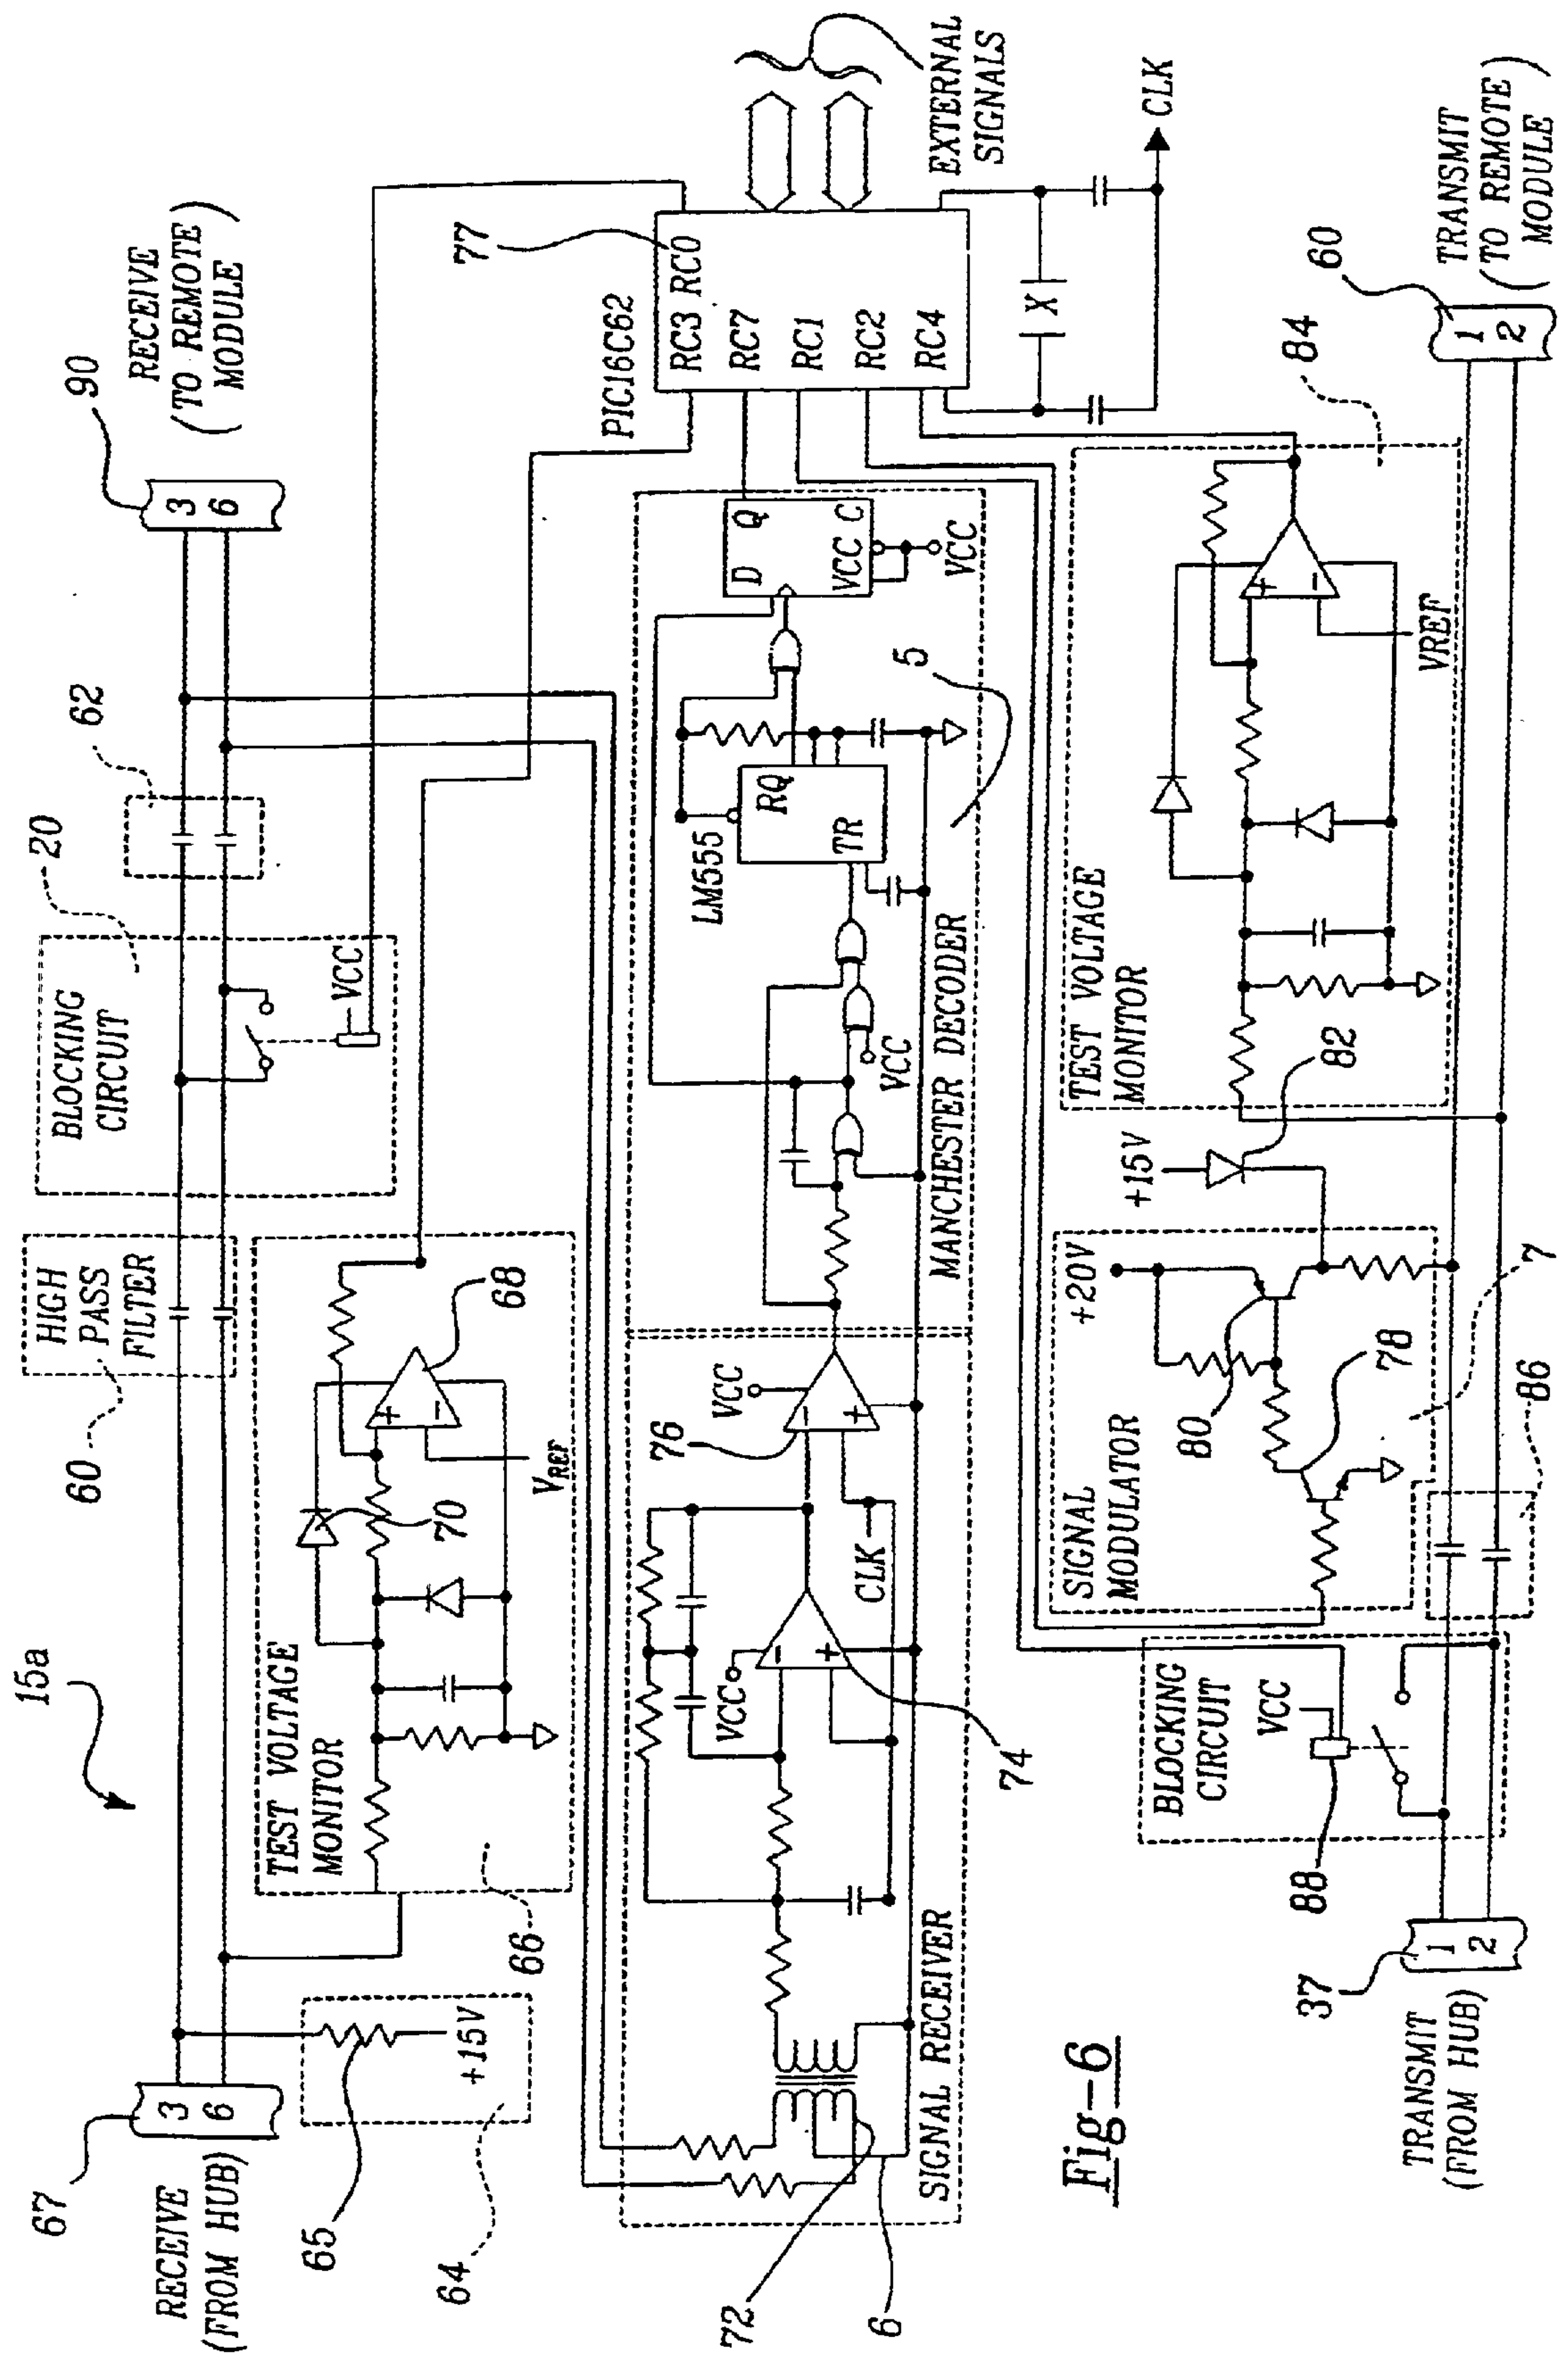 15a
67
3
6
RECEIVE
(FROM HUB)
65
+15V
64
60
HIGH
PASS
FILTER
BLOCKING
CIRCUIT
20
VCC
62
90
3
6
RECEIVE
(TO REMOTE
MODULE)
TEST VOLTAGE
MONITOR
66
70
68
+
−
VREF
77
PIC16C62
RC3 RC0
RC7
RC1
RC2
RC4
EXTERNAL
SIGNALS
X
CLK
72
6
SIGNAL RECEIVER
VCC
−
+
74
CLK
76
VCC
−
+
MANCHESTER DECODER
VCC
LM555
RQ
TR
5
D Q
VCC C
VCC
Fig-6
37
1
2
TRANSMIT
(FROM HUB)
BLOCKING
CIRCUIT
VCC
88
86
SIGNAL
MODULATOR
+20V
80
78
7
+15V
82
TEST VOLTAGE
MONITOR
+
−
VREF
84
60
1
2
TRANSMIT
(TO REMOTE
MODULE)